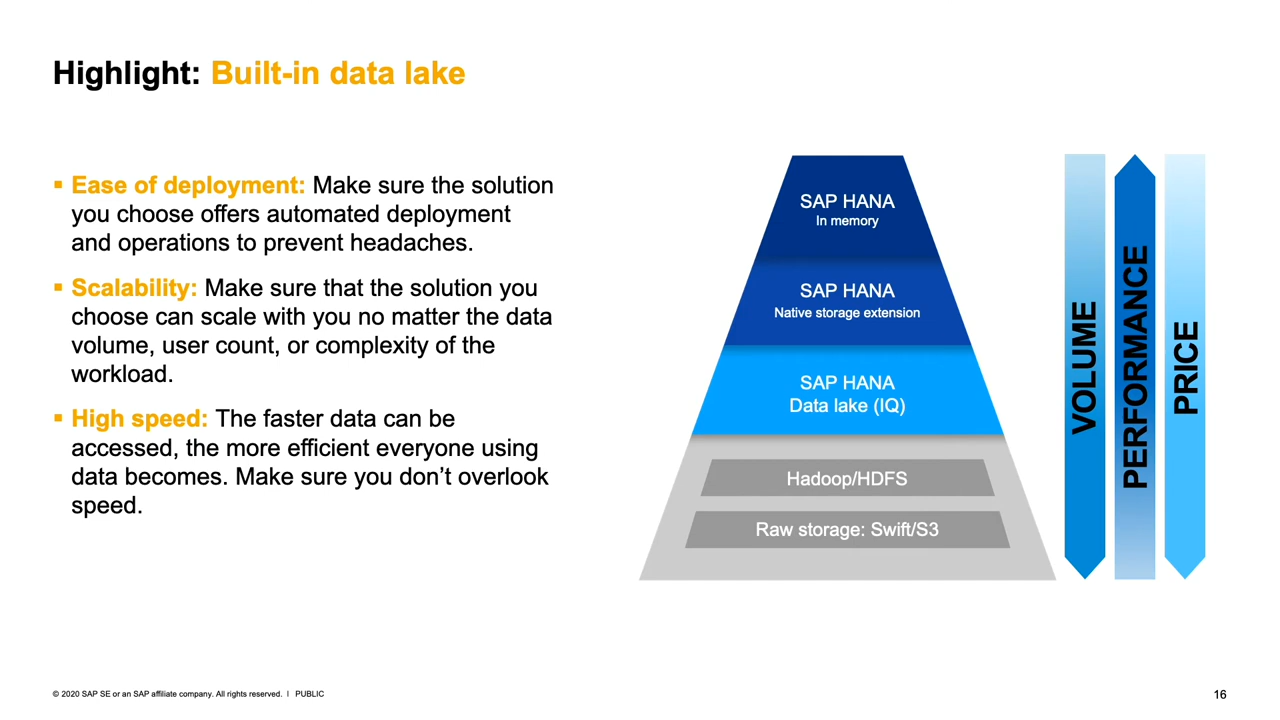 Highlight: Built-in data lake
▪ Ease of deployment: Make sure the solution
you choose offers automated deployment
and operations to prevent headaches.
▪ Scalability: Make sure that the solution you
choose can scale with you no matter the data
volume, user count, or complexity of the
workload.
▪ High speed: The faster data can be
accessed, the more efficient everyone using
data becomes. Make sure you don’t overlook
speed.
SAP HANA
In memory
SAP HANA
Native storage extension
SAP HANA
Data lake (IQ)
Hadoop/HDFS
Raw storage: Swift/S3
VOLUME
PERFORMANCE
PRICE
© 2020 SAP SE or an SAP affiliate company. All rights reserved. ǀ PUBLIC
16